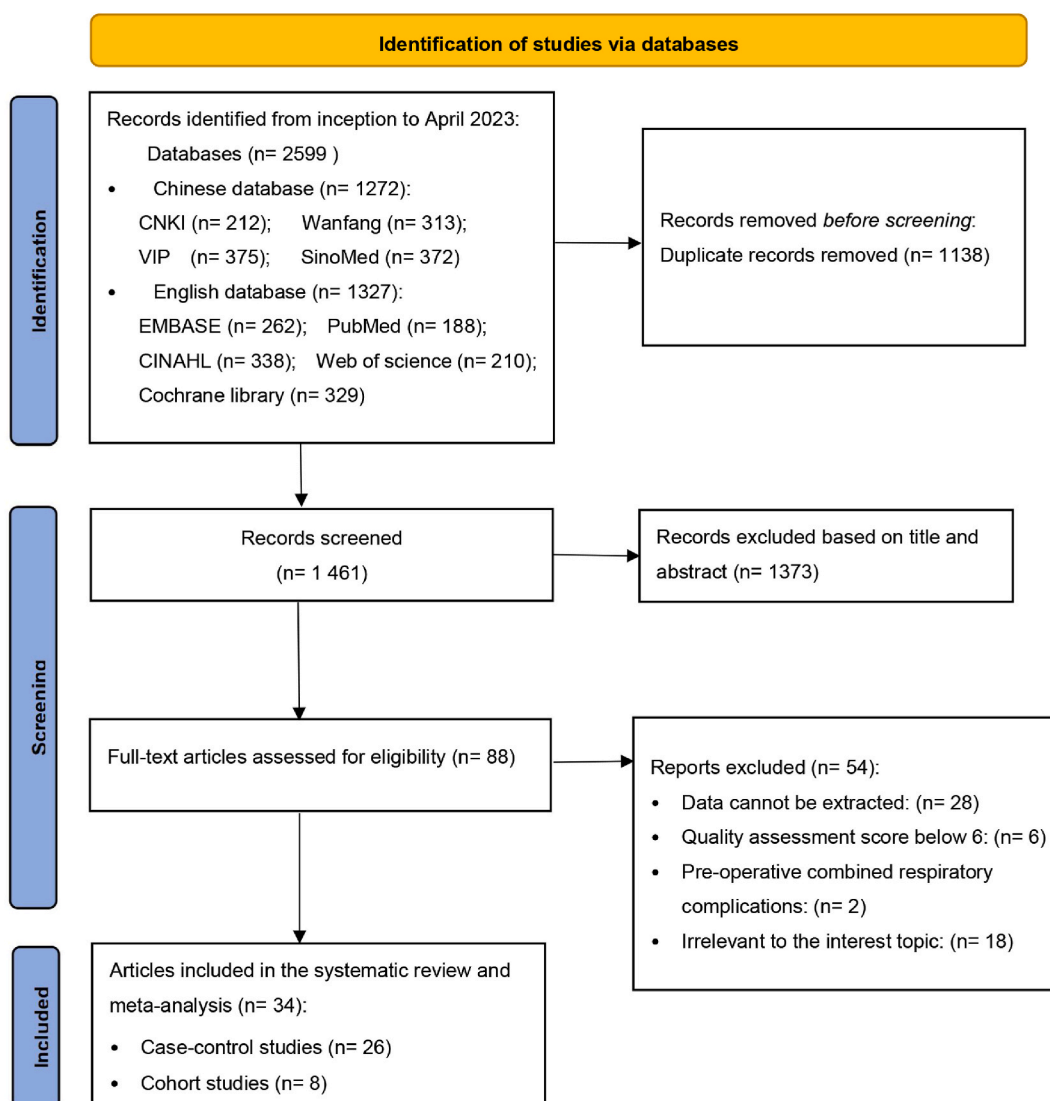 Identification of studies via databases
Identification
Records identified from inception to April 2023:
Databases (n= 2599 )
• Chinese database (n= 1272):
CNKI (n= 212); Wanfang (n= 313);
VIP (n= 375); SinoMed (n= 372)
• English database (n= 1327):
EMBASE (n= 262); PubMed (n= 188);
CINAHL (n= 338); Web of science (n= 210);
Cochrane library (n= 329)
Records removed before screening:
Duplicate records removed (n= 1138)
Screening
Records screened
(n= 1 461)
Records excluded based on title and
abstract (n= 1373)
Full-text articles assessed for eligibility (n= 88)
Reports excluded (n= 54):
• Data cannot be extracted: (n= 28)
• Quality assessment score below 6: (n= 6)
• Pre-operative combined respiratory
complications: (n= 2)
• Irrelevant to the interest topic: (n= 18)
Included
Articles included in the systematic review and
meta-analysis (n= 34):
• Case-control studies (n= 26)
• Cohort studies (n= 8)